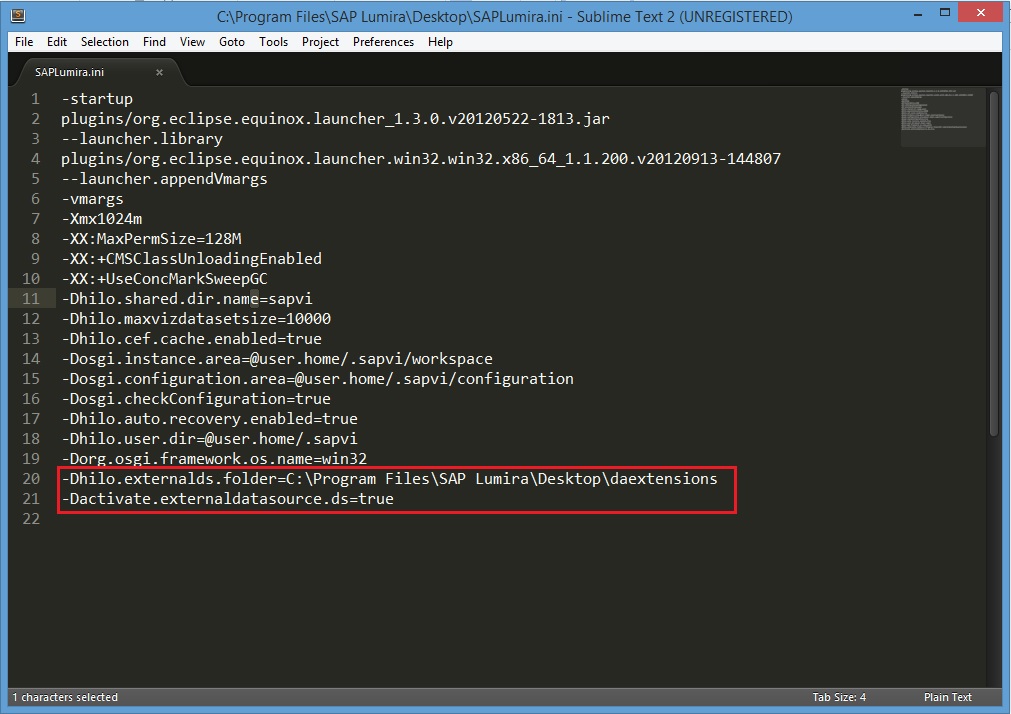 C:\Program Files\SAP Lumira\Desktop\SAPLumira.ini - Sublime Text 2 (UNREGISTERED)
File Edit Selection Find View Goto Tools Project Preferences Help
SAPLumira.ini
1 -startup
2 plugins/org.eclipse.equinox.launcher_1.3.0.v20120522-1813.jar
3 --launcher.library
4 plugins/org.eclipse.equinox.launcher.win32.win32.x86_64_1.1.200.v20120913-144807
5 --launcher.appendVmargs
6 -vmargs
7 -Xmx1024m
8 -XX:MaxPermSize=128M
9 -XX:+CMSClassUnloadingEnabled
10 -XX:+UseConcMarkSweepGC
11 -Dhilo.shared.dir.name=sapvi
12 -Dhilo.maxvizdatasetsize=10000
13 -Dhilo.cef.cache.enabled=true
14 -Dosgi.instance.area=@user.home/.sapvi/workspace
15 -Dosgi.configuration.area=@user.home/.sapvi/configuration
16 -Dosgi.checkConfiguration=true
17 -Dhilo.auto.recovery.enabled=true
18 -Dhilo.user.dir=@user.home/.sapvi
19 -Dorg.osgi.framework.os.name=win32
20 -Dhilo.externalds.folder=C:\Program Files\SAP Lumira\Desktop\daextensions
21 -Dactivate.externaldatasource.ds=true
22
1 characters selected Tab Size: 4 Plain Text